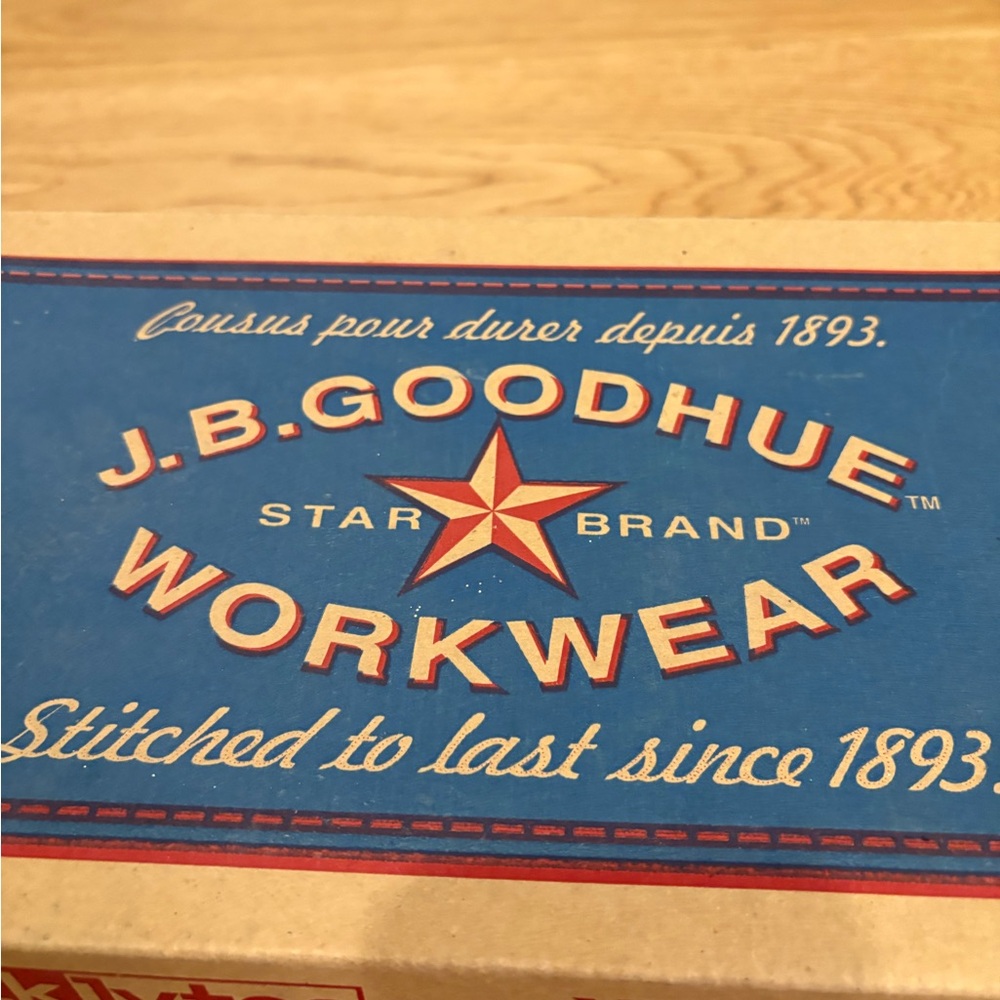 Cousus pour durer depuis 1893.
J.B. GOODHUE™
STAR BRAND™
WORKWEAR
Stitched to last since 1893.